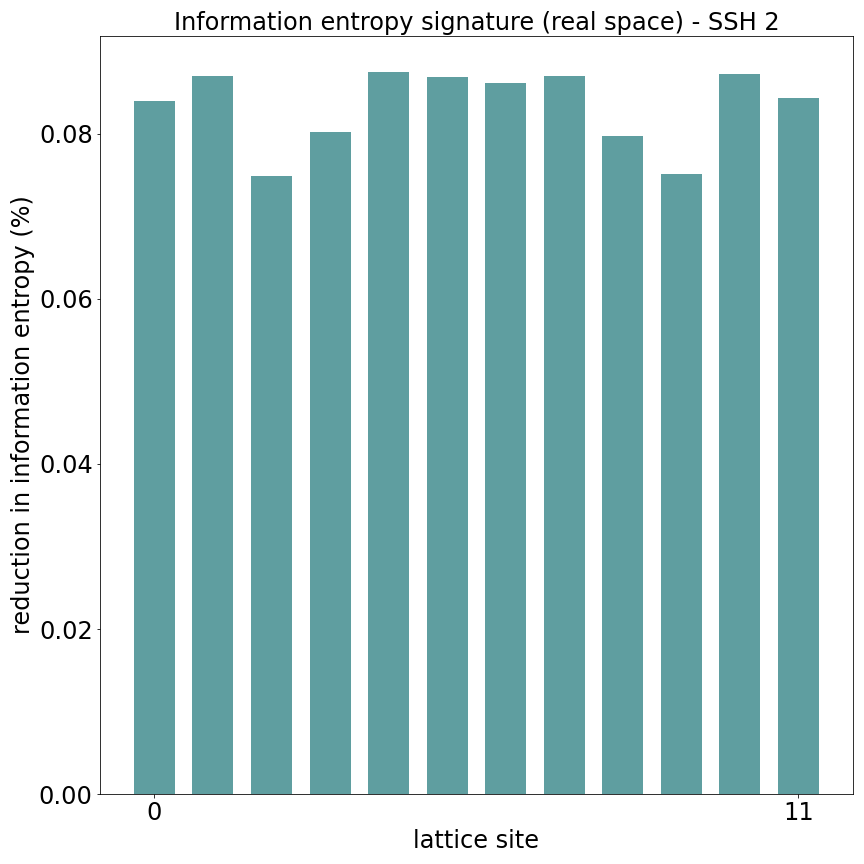 Information entropy signature (real space) - SSH 2
reduction in information entropy (%)
0.08
0.06
0.04
0.02
0.00
0
11
lattice site